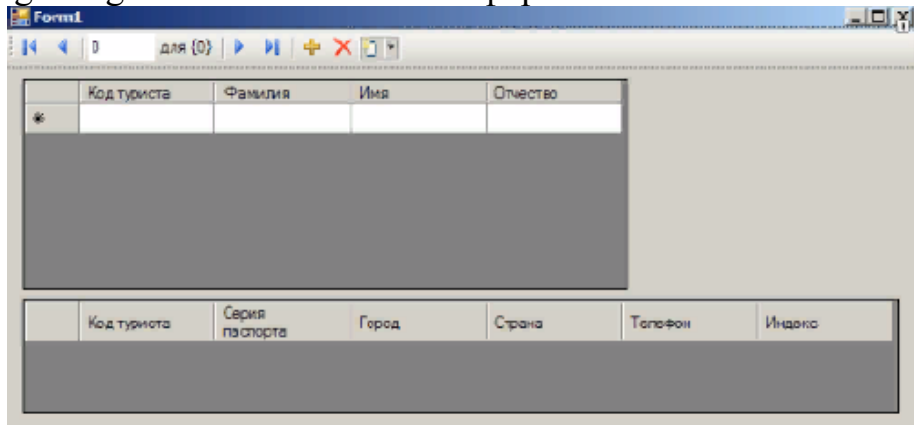 Form1
0 для {0}
Код туриста Фамилия Имя Отчество
Код туриста Серия паспорта Город Страна Телефон Индекс